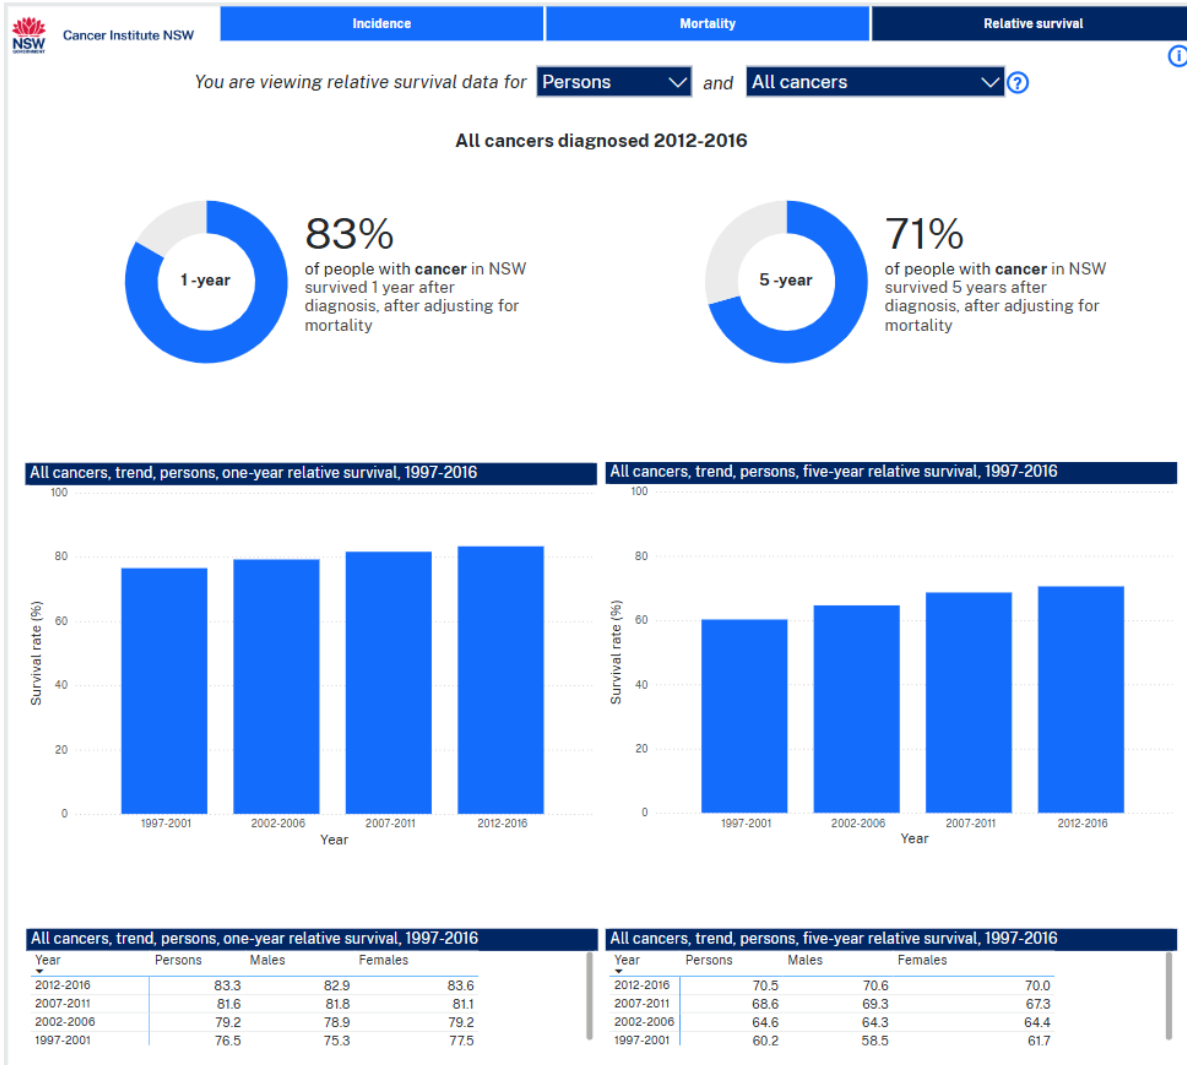 Incidence
Mortality
Relative survival
NSW
GOVERNMENT
Cancer Institute NSW
You are viewing relative survival data for Persons and All cancers ?
i
All cancers diagnosed 2012-2016
1 -year
83%
of people with cancer in NSW
survived 1 year after
diagnosis, after adjusting for
mortality
5 -year
71%
of people with cancer in NSW
survived 5 years after
diagnosis, after adjusting for
mortality
All cancers, trend, persons, one-year relative survival, 1997-2016
100
80
60
40
20
0
Survival rate (%)
1997-2001 2002-2006 2007-2011 2012-2016
Year
All cancers, trend, persons, five-year relative survival, 1997-2016
100
80
60
40
20
0
Survival rate (%)
1997-2001 2002-2006 2007-2011 2012-2016
Year
All cancers, trend, persons, one-year relative survival, 1997-2016
Year Persons Males Females
2012-2016 83.3 82.9 83.6
2007-2011 81.6 81.8 81.1
2002-2006 79.2 78.9 79.2
1997-2001 76.5 75.3 77.5
All cancers, trend, persons, five-year relative survival, 1997-2016
Year Persons Males Females
2012-2016 70.5 70.6 70.0
2007-2011 68.6 69.3 67.3
2002-2006 64.6 64.3 64.4
1997-2001 60.2 58.5 61.7